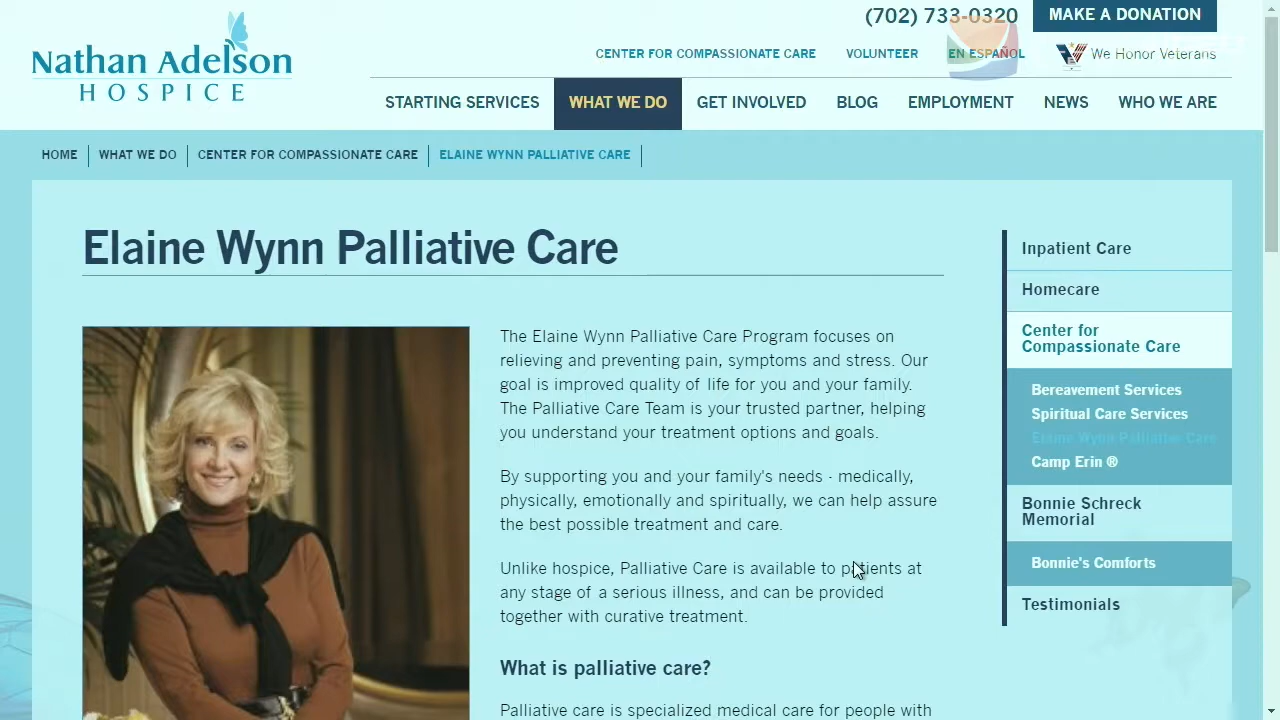 Nathan Adelson
HOSPICE
(702) 733-0320
MAKE A DONATION
CENTER FOR COMPASSIONATE CARE
VOLUNTEER
EN ESPAÑOL
We Honor Veterans
STARTING SERVICES
WHAT WE DO
GET INVOLVED
BLOG
EMPLOYMENT
NEWS
WHO WE ARE
HOME
WHAT WE DO
CENTER FOR COMPASSIONATE CARE
ELAINE WYNN PALLIATIVE CARE
Elaine Wynn Palliative Care
The Elaine Wynn Palliative Care Program focuses on
relieving and preventing pain, symptoms and stress. Our
goal is improved quality of life for you and your family.
The Palliative Care Team is your trusted partner, helping
you understand your treatment options and goals.
By supporting you and your family's needs - medically,
physically, emotionally and spiritually, we can help assure
the best possible treatment and care.
Unlike hospice, Palliative Care is available to patients at
any stage of a serious illness, and can be provided
together with curative treatment.
What is palliative care?
Palliative care is specialized medical care for people with
Inpatient Care
Homecare
Center for
Compassionate Care
Bereavement Services
Spiritual Care Services
Elaine Wynn Palliative Care
Camp Erin ®
Bonnie Schreck
Memorial
Bonnie's Comforts
Testimonials